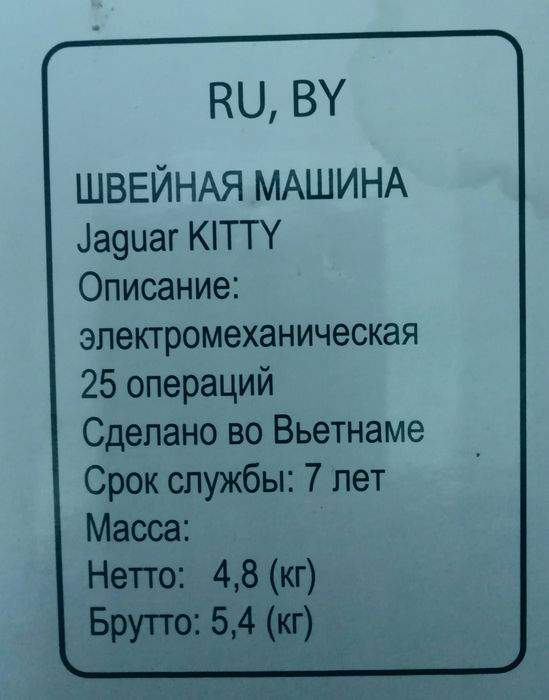 RU, BY
ШВЕЙНАЯ МАШИНА
Jaguar KITTY
Описание:
электромеханическая
25 операций
Сделано во Вьетнаме
Срок службы: 7 лет
Масса:
Нетто: 4,8 (кг)
Брутто: 5,4 (кг)